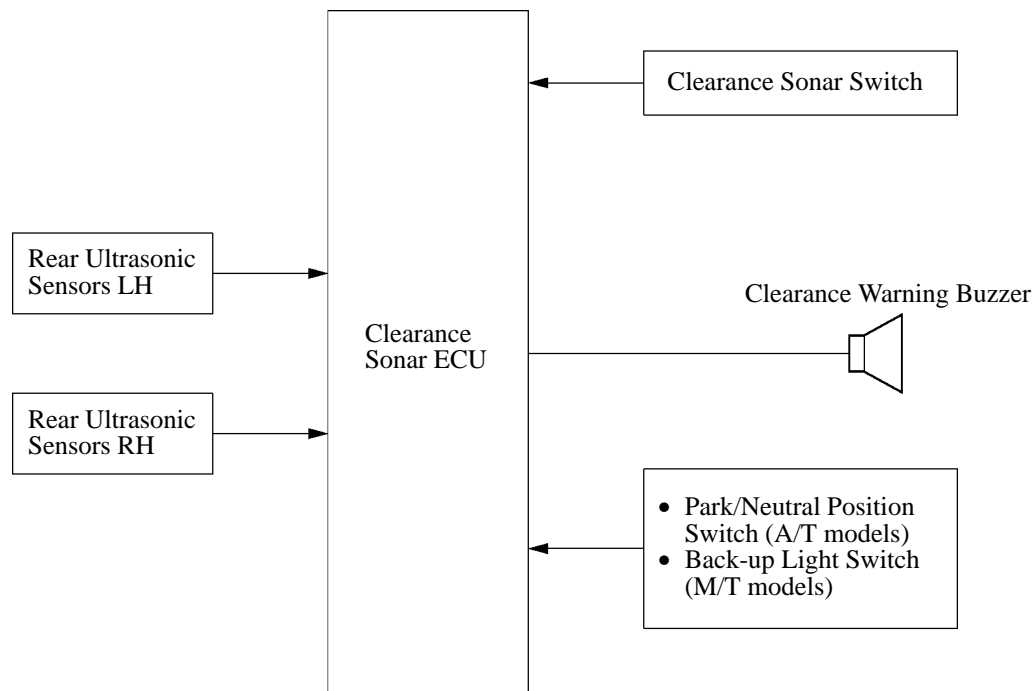 Clearance Sonar Switch
Rear Ultrasonic
Sensors LH
Clearance Warning Buzzer
Clearance
Sonar ECU
Rear Ultrasonic
Sensors RH
• Park/Neutral Position
Switch (A/T models)
• Back-up Light Switch
(M/T models)